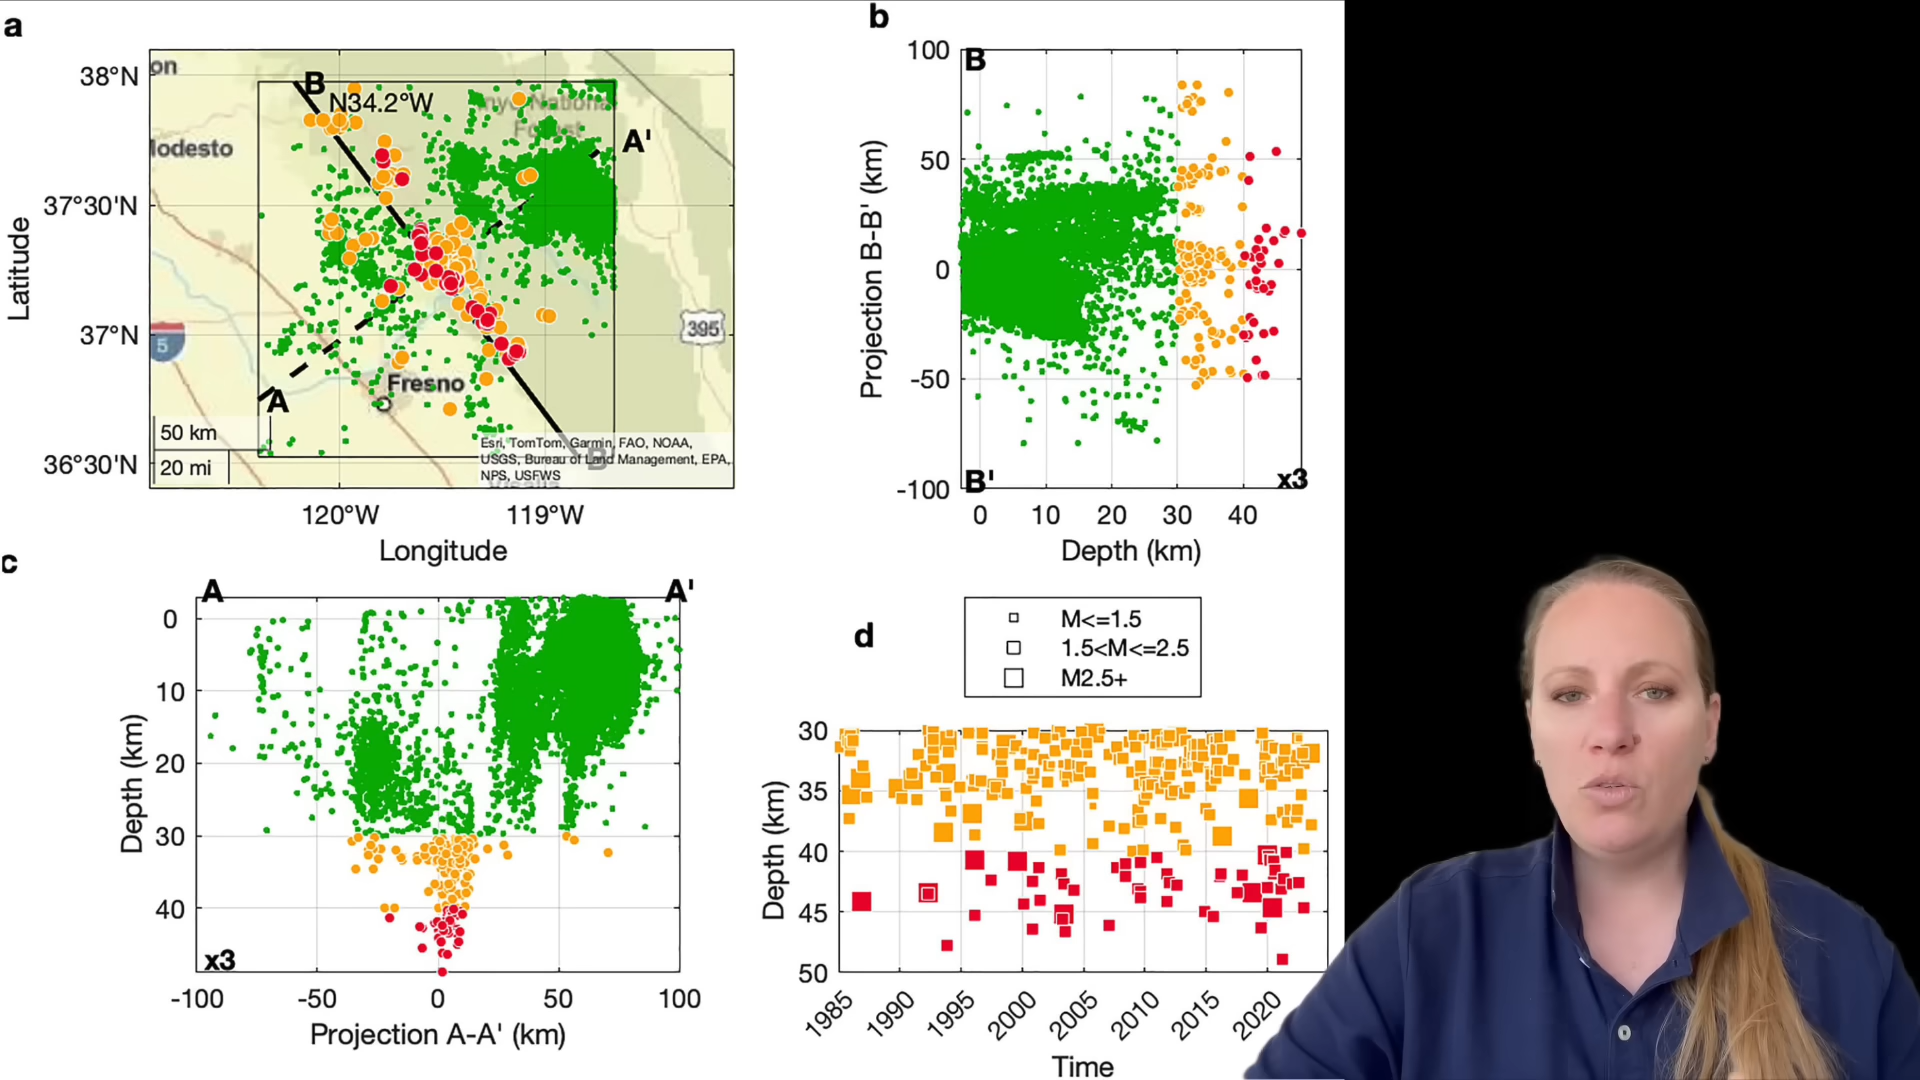 a
38°N
37°30'N
37°N
36°30'N
Latitude
on
B
N34.2°W
A'
Modesto
395
5
Fresno
A
50 km
20 mi
Esri, TomTom, Garmin, FAO, NOAA,
USGS, Bureau of Land Management, EPA,
NPS, USFWS
B'
Visalia
120°W 119°W
Longitude
b
100
50
0
-50
-100
Projection B-B' (km)
B
B'
x3
0 10 20 30 40
Depth (km)
c
A A'
0
10
20
30
40
Depth (km)
x3
-100 -50 0 50 100
Projection A-A' (km)
d
M<=1.5
1.5<M<=2.5
M2.5+
30
35
40
45
50
Depth (km)
1985 1990 1995 2000 2005 2010 2015 2020
Time